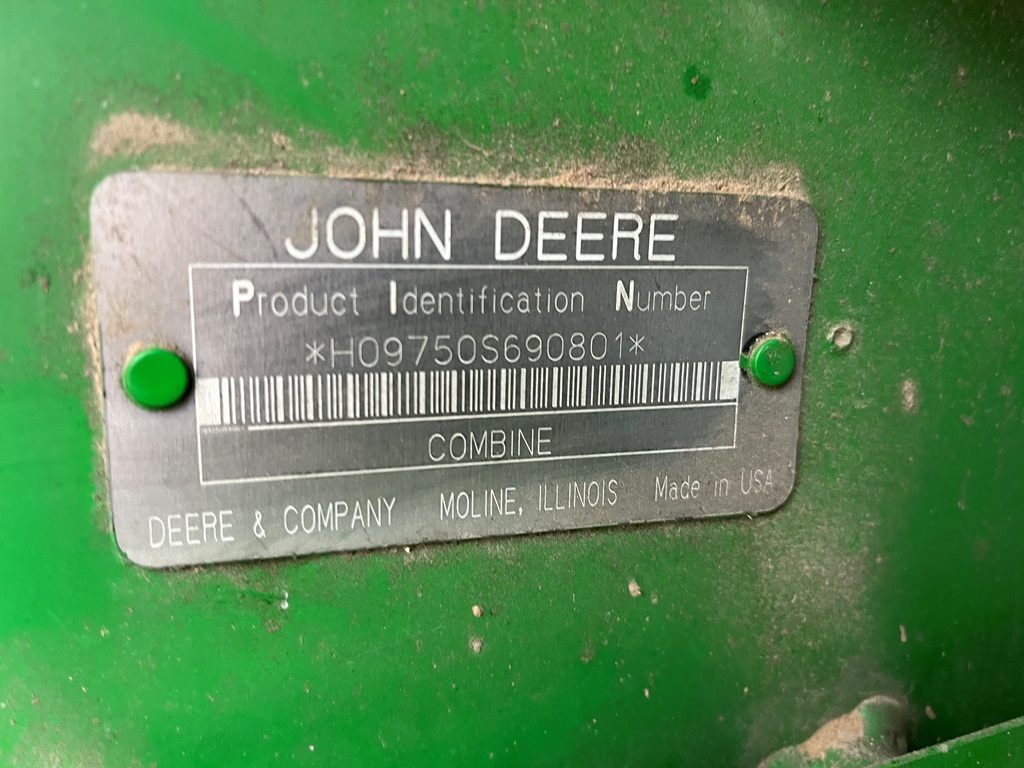 JOHN DEERE
Product Identification Number
*H09750S690801*
COMBINE
DEERE & COMPANY MOLINE, ILLINOIS Made in USA